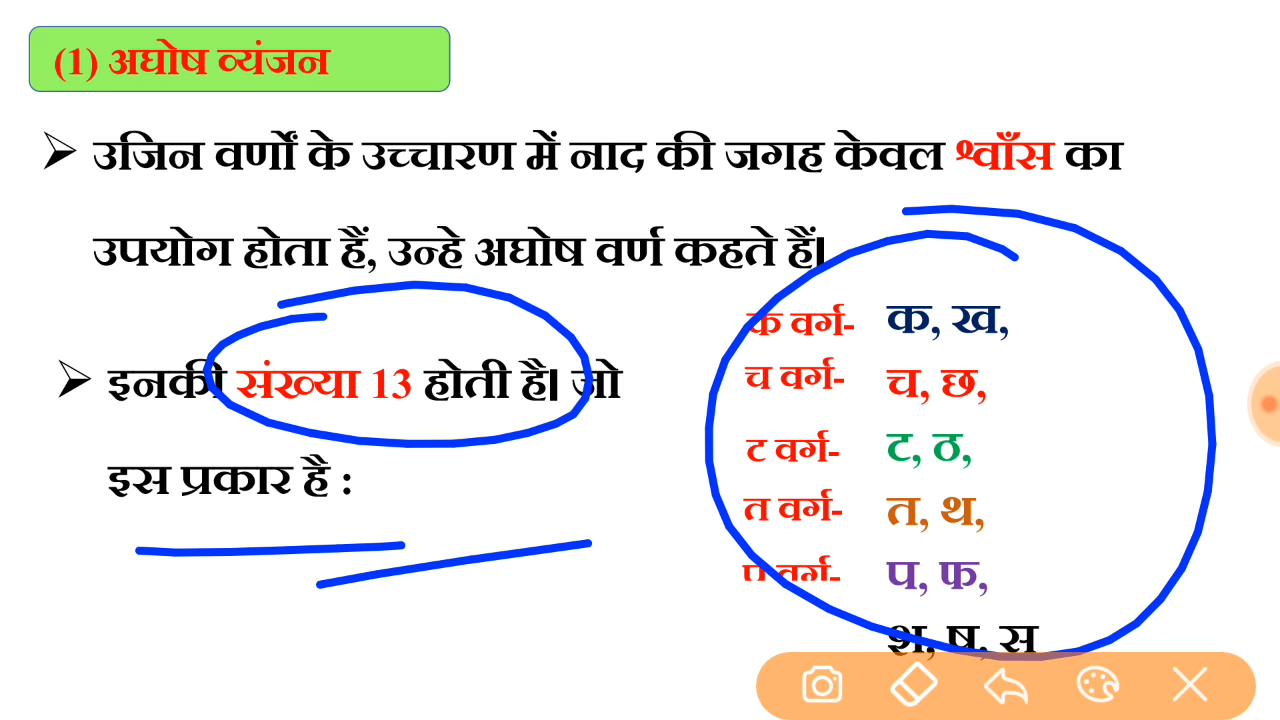 (1) अघोष व्यंजन
उजिन वर्णों के उच्चारण में नाद की जगह केवल श्वाँस का
उपयोग होता हैं, उन्हे अघोष वर्ण कहते हैं।
इनकी संख्या 13 होती है। जो
इस प्रकार है :
क वर्ग- क, ख,
च वर्ग- च, छ,
ट वर्ग- ट, ठ,
त वर्ग- त, थ,
प वर्ग- प, फ,
श, ष, स